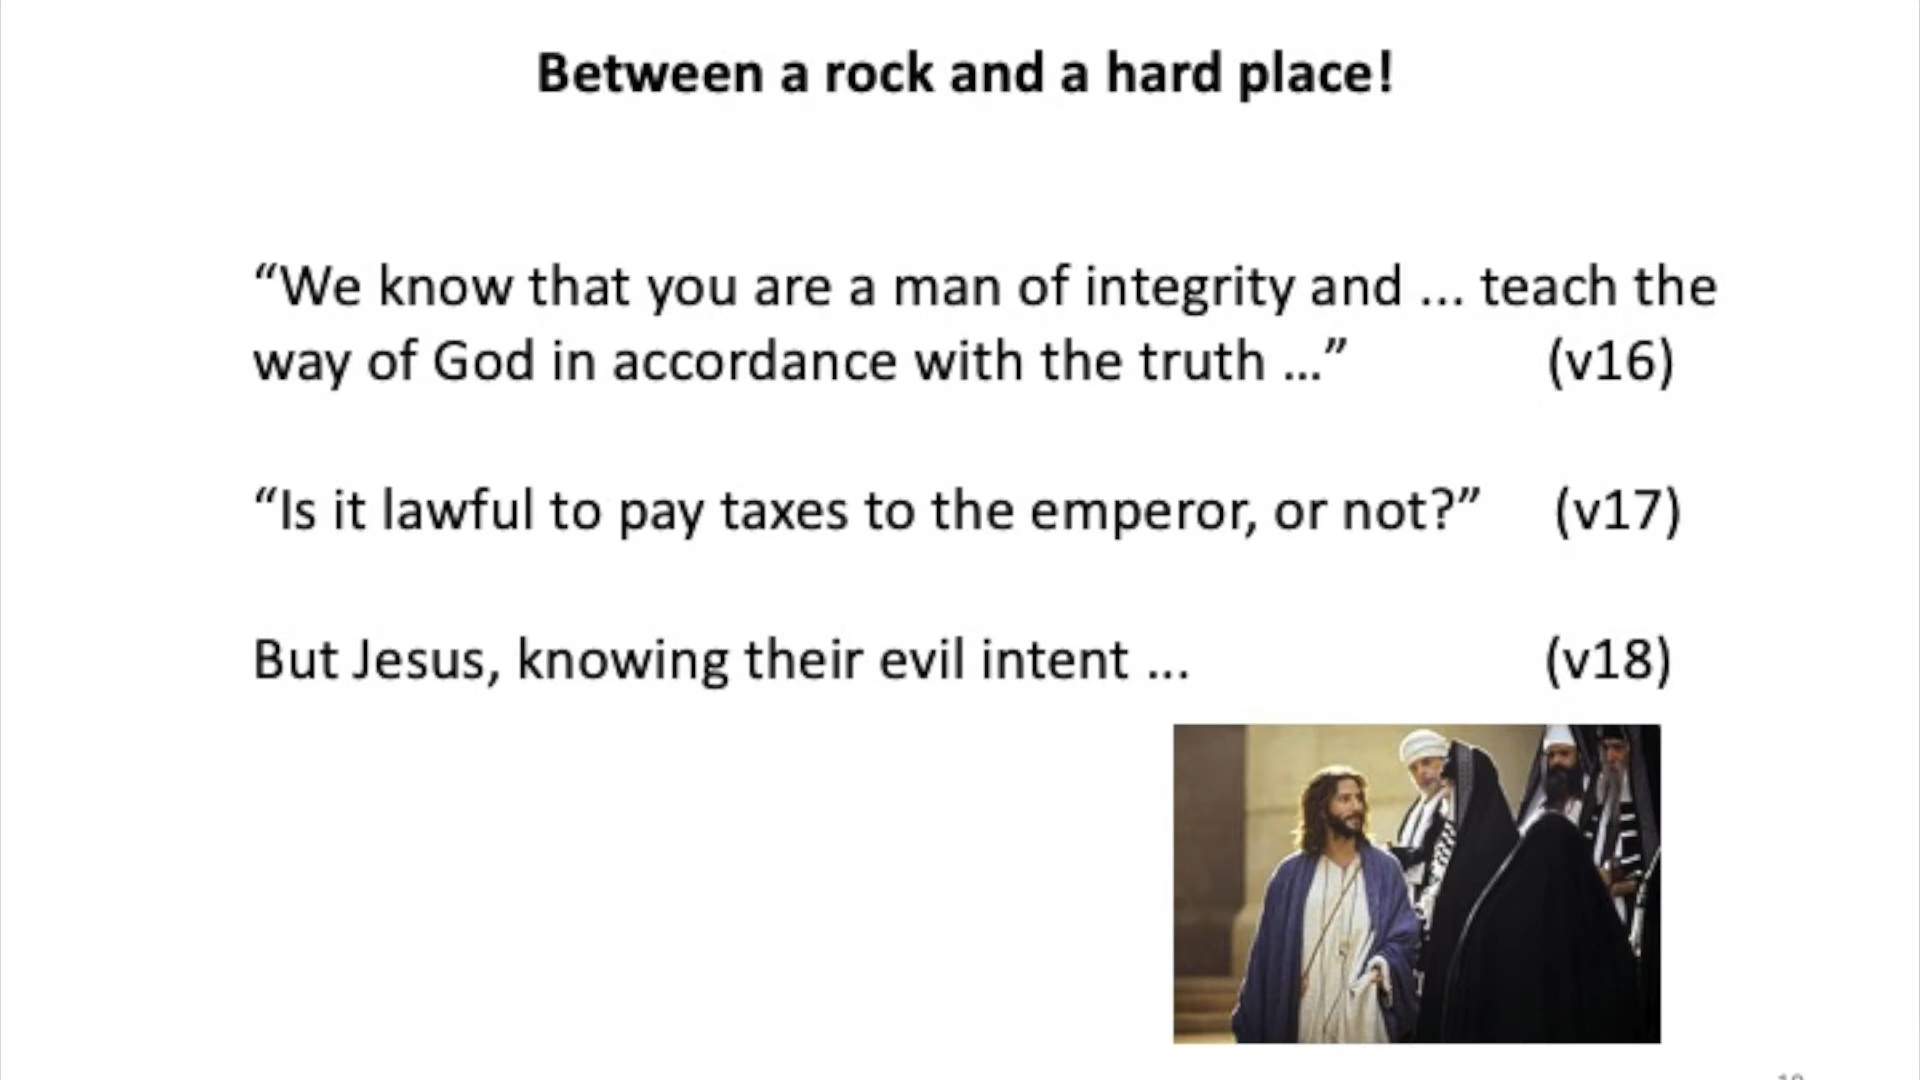 Between a rock and a hard place!
“We know that you are a man of integrity and ... teach the
way of God in accordance with the truth ...” (v16)
“Is it lawful to pay taxes to the emperor, or not?” (v17)
But Jesus, knowing their evil intent ... (v18)